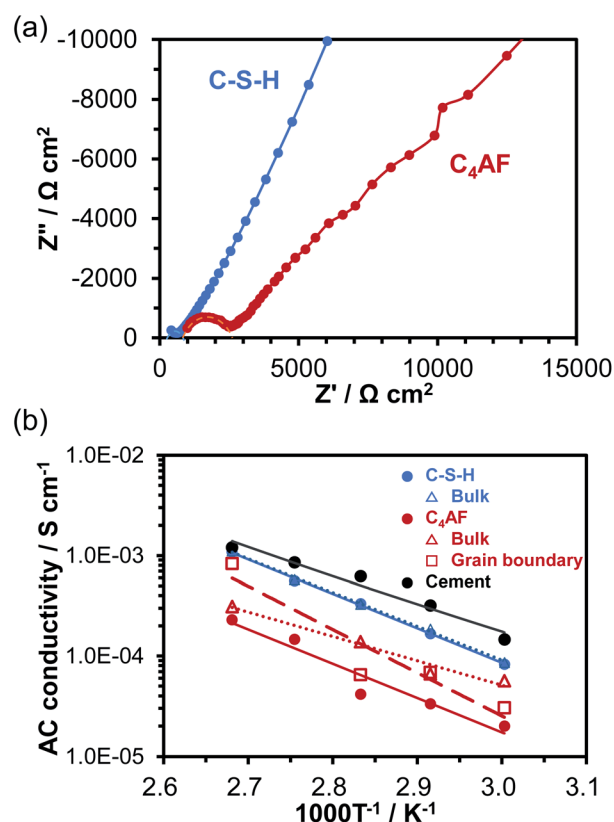 (a)
-10000
-8000
-6000
-4000
-2000
0
Z" / Ω cm²
C-S-H
C₄AF
0 5000 10000 15000
Z' / Ω cm²
(b)
1.0E-02
1.0E-03
1.0E-04
1.0E-05
AC conductivity / S cm⁻¹
C-S-H
Bulk
C₄AF
Bulk
Grain boundary
Cement
2.6 2.7 2.8 2.9 3.0 3.1
1000T⁻¹ / K⁻¹